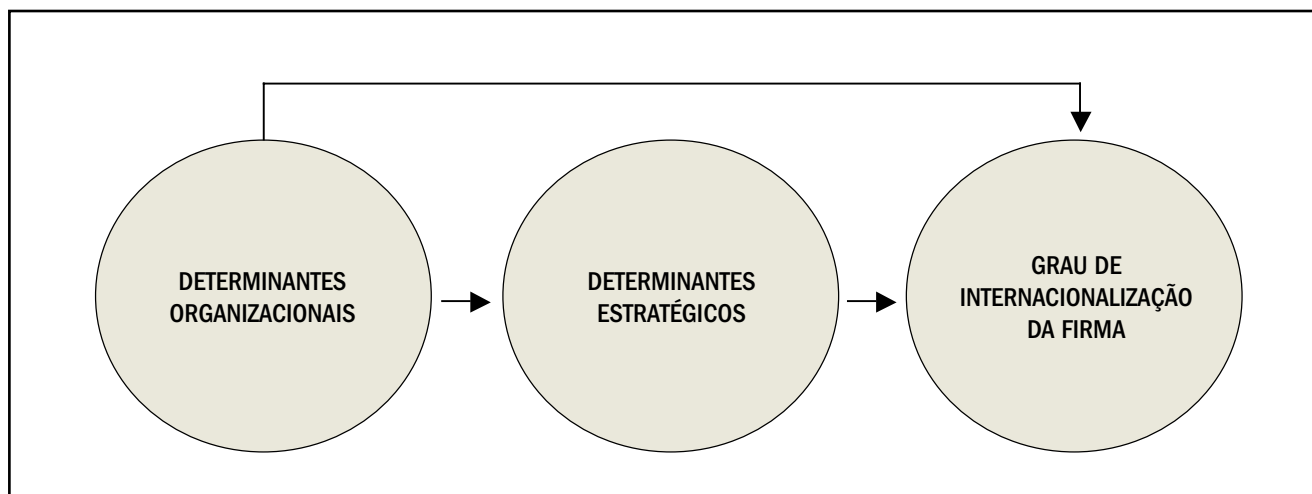 DETERMINANTES
ORGANIZACIONAIS
DETERMINANTES
ESTRATÉGICOS
GRAU DE
INTERNACIONALIZAÇÃO
DA FIRMA